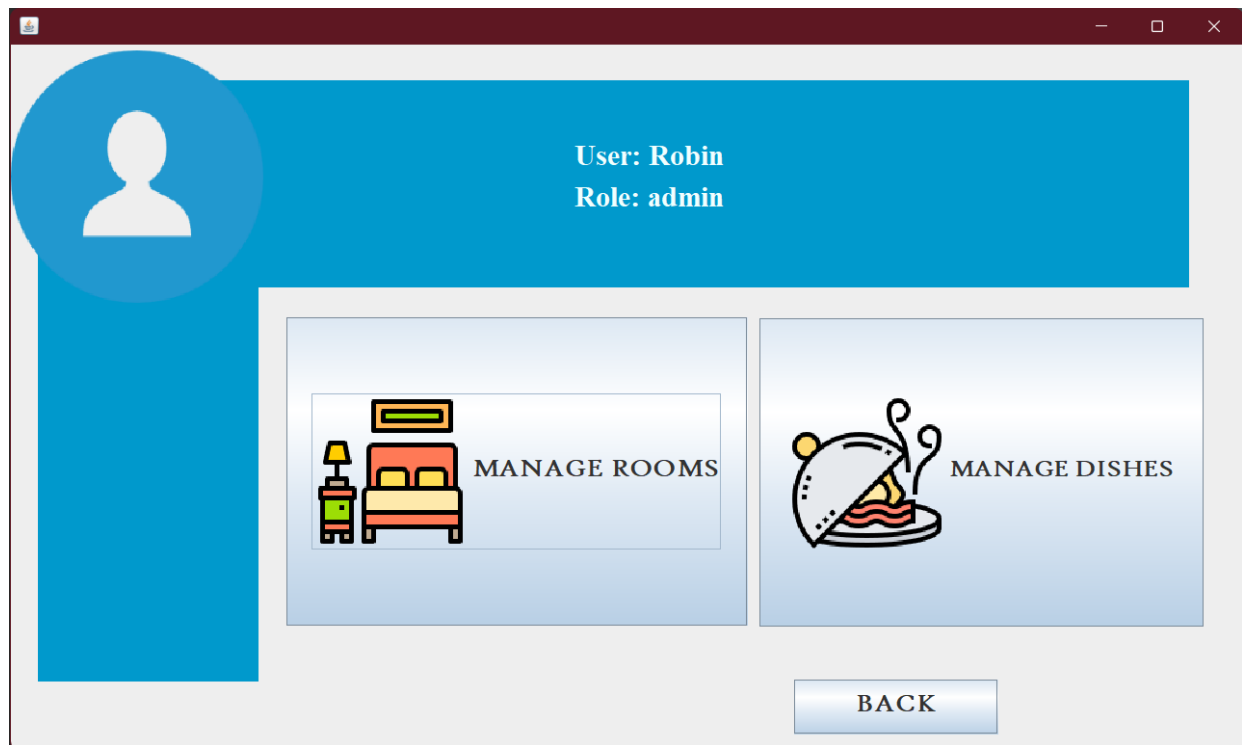 User: Robin
Role: admin
MANAGE ROOMS
MANAGE DISHES
BACK